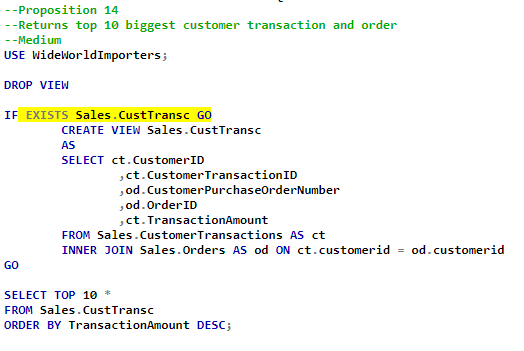 --Proposition 14
--Returns top 10 biggest customer transaction and order
--Medium
USE WideWorldImporters;
DROP VIEW
IF EXISTS Sales.CustTransc GO
CREATE VIEW Sales.CustTransc
AS
SELECT ct.CustomerID
,ct.CustomerTransactionID
,od.CustomerPurchaseOrderNumber
,od.OrderID
,ct.TransactionAmount
FROM Sales.CustomerTransactions AS ct
INNER JOIN Sales.Orders AS od ON ct.customerid = od.customerid
GO
SELECT TOP 10 *
FROM Sales.CustTransc
ORDER BY TransactionAmount DESC;